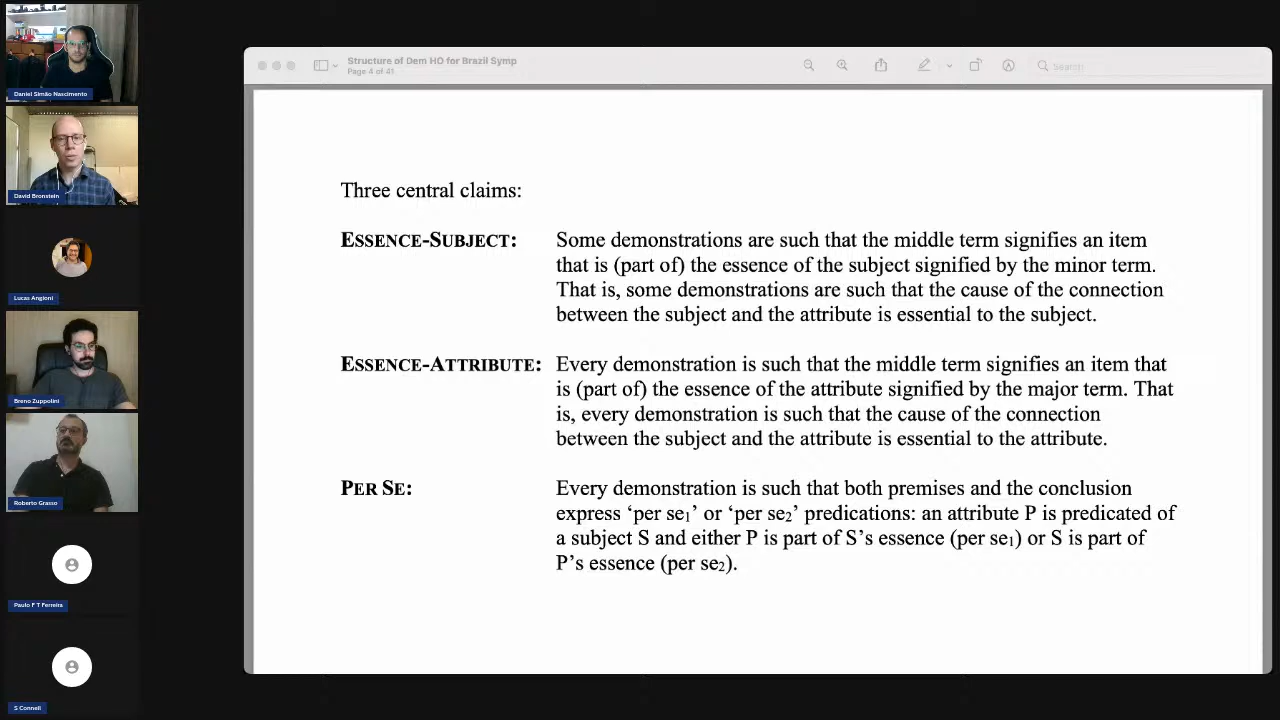 Daniel Simão Nascimento
David Bronstein
Lucas Angioni
Breno Zuppolini
Roberto Grasso
Paulo F T Ferreira
S Connell
Structure of Dem HO for Brazil Symp
Page 4 of 41
Search
Three central claims:
ESSENCE-SUBJECT: Some demonstrations are such that the middle term signifies an item
that is (part of) the essence of the subject signified by the minor term.
That is, some demonstrations are such that the cause of the connection
between the subject and the attribute is essential to the subject.
ESSENCE-ATTRIBUTE: Every demonstration is such that the middle term signifies an item that
is (part of) the essence of the attribute signified by the major term. That
is, every demonstration is such that the cause of the connection
between the subject and the attribute is essential to the attribute.
PER SE: Every demonstration is such that both premises and the conclusion
express ‘per se₁’ or ‘per se₂’ predications: an attribute P is predicated of
a subject S and either P is part of S’s essence (per se₁) or S is part of
P’s essence (per se₂).